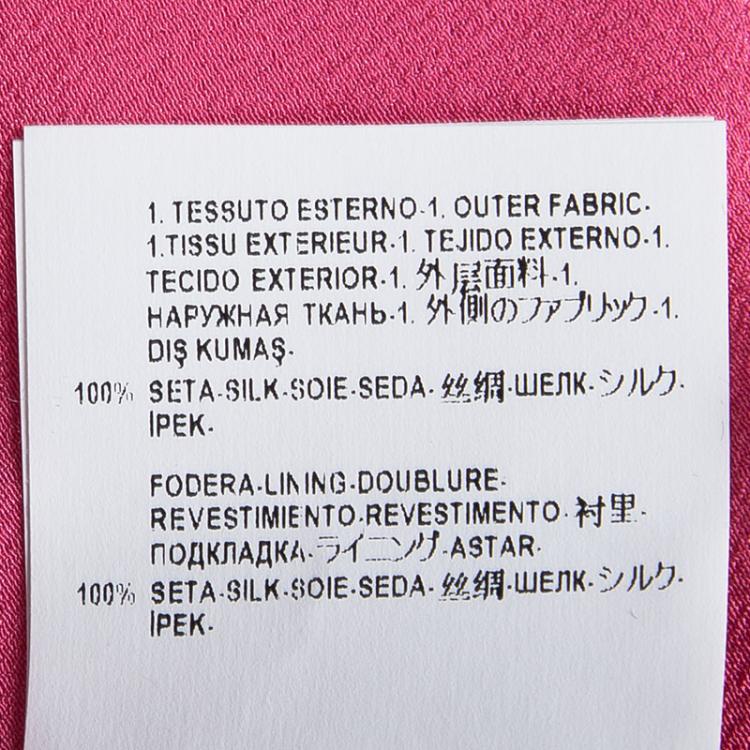 1. TESSUTO ESTERNO-1. OUTER FABRIC-
1.TISSU EXTERIEUR-1. TEJIDO EXTERNO-1.
TECIDO EXTERIOR-1. 外层面料-1.
НАРУЖНАЯ ТКАНЬ-1. 外側のファブリック-1.
DIŞ KUMAŞ-
100% SETA-SILK-SOIE-SEDA-丝绸-ШЕЛК-シルク-
İPEK-
FODERA-LINING-DOUBLURE-
REVESTIMIENTO-REVESTIMENTO-衬里-
ПОДКЛАДКА-ライニング-ASTAR-
100% SETA-SILK-SOIE-SEDA-丝绸-ШЕЛК-シルク-
İPEK-